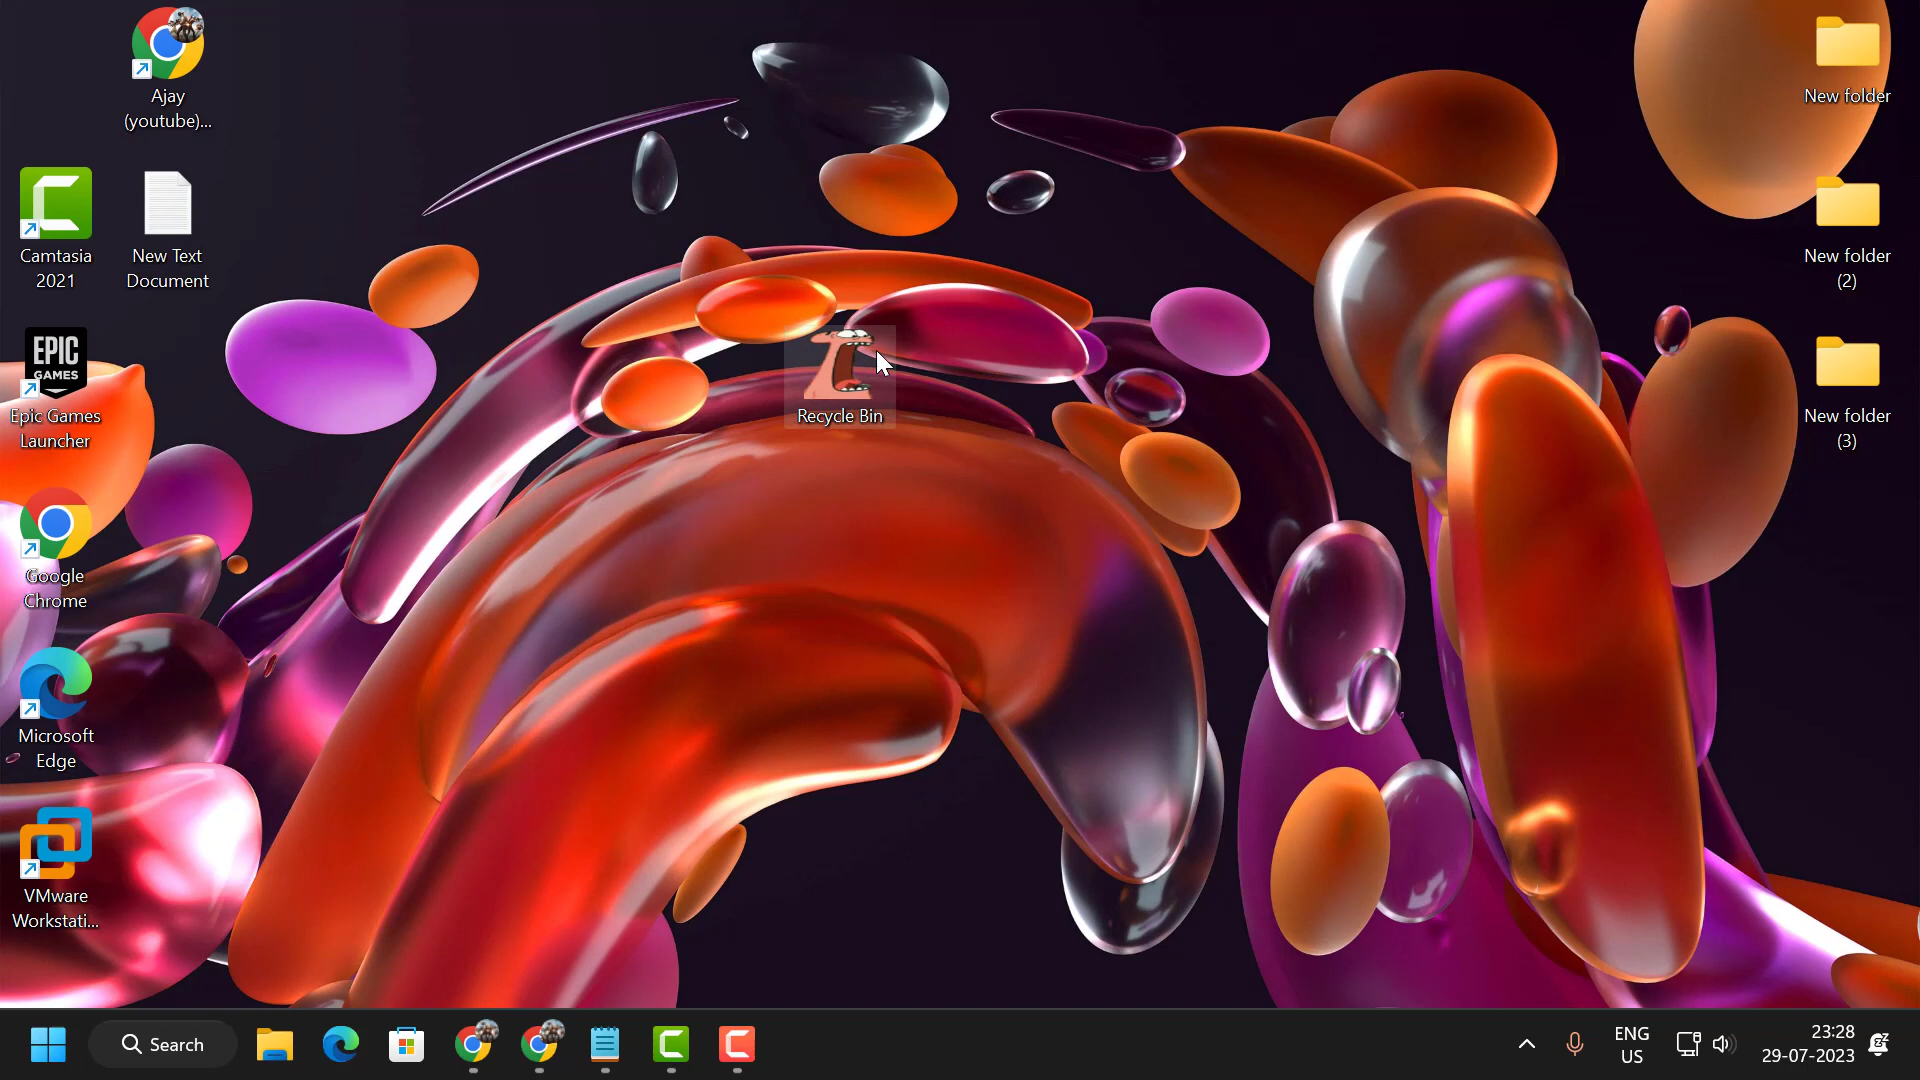 Ajay
(youtube)...
Camtasia
2021
New Text
Document
EPIC
GAMES
Epic Games
Launcher
Google
Chrome
Microsoft
Edge
VMware
Workstati...
Recycle Bin
New folder
New folder
(2)
New folder
(3)
Search
ENG
US
23:28
29-07-2023